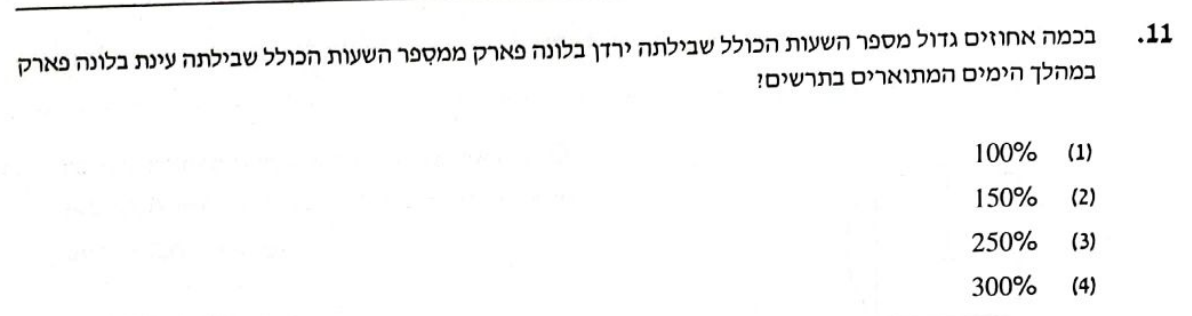 11. בכמה אחוזים גדול מספר השעות הכולל שבילתה ירדן בלונה פארק ממספר השעות הכולל שבילתה עינת בלונה פארק
במהלך הימים המתוארים בתרשים?
(1) 100%
(2) 150%
(3) 250%
(4) 300%